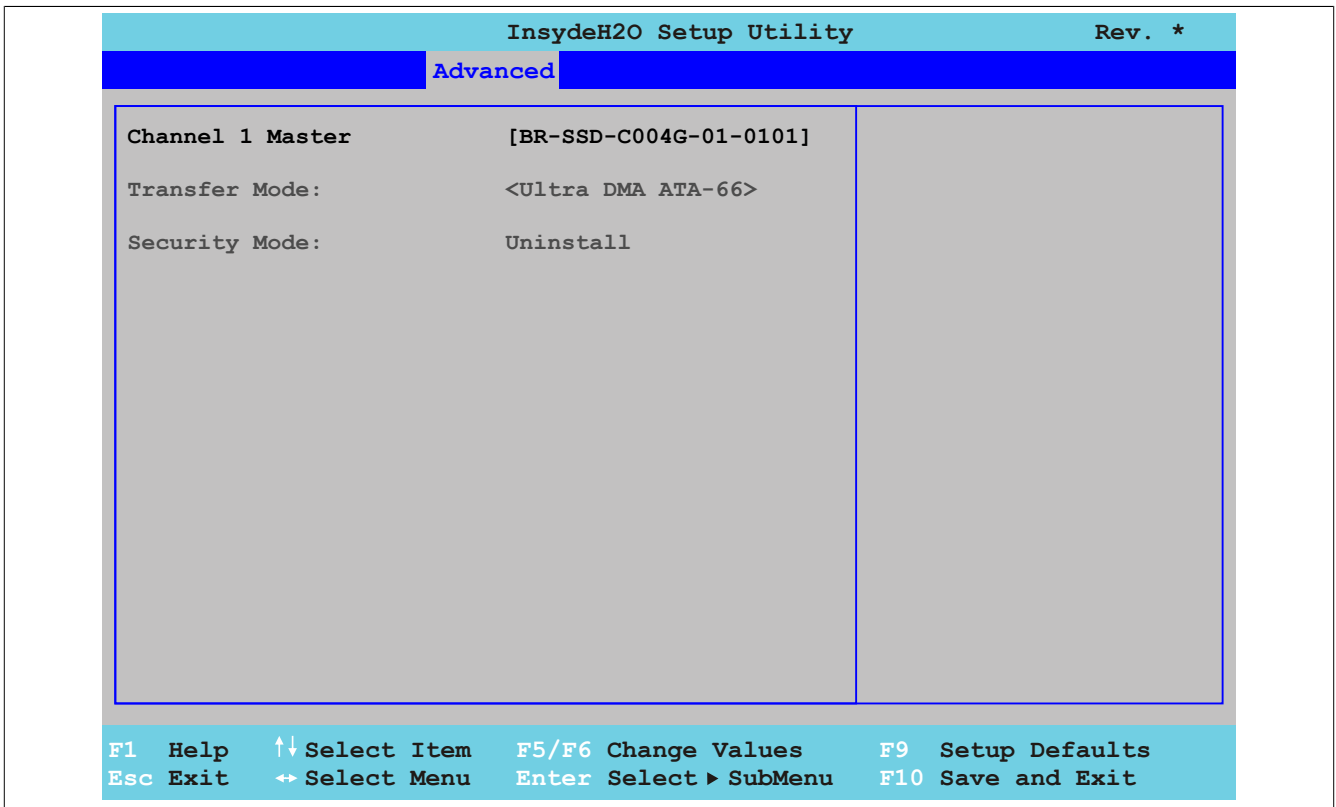 InsydeH2O Setup Utility Rev. *
Advanced
Channel 1 Master [BR-SSD-C004G-01-0101]
Transfer Mode: <Ultra DMA ATA-66>
Security Mode: Uninstall
F1 Help ↑↓ Select Item F5/F6 Change Values F9 Setup Defaults
Esc Exit ↔ Select Menu Enter Select ▶ SubMenu F10 Save and Exit